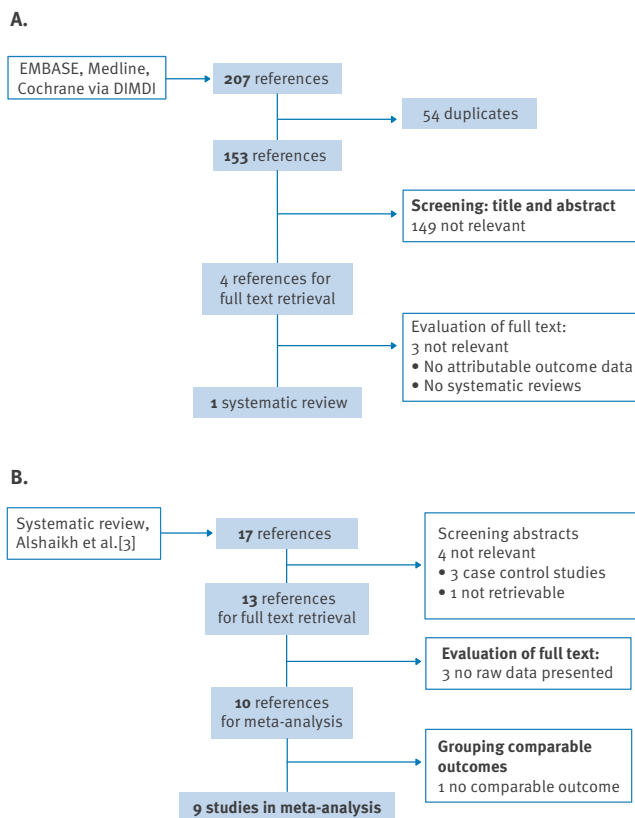 A.
EMBASE, Medline,
Cochrane via DIMDI
207 references
54 duplicates
153 references
Screening: title and abstract
149 not relevant
4 references for
full text retrieval
Evaluation of full text:
3 not relevant
• No attributable outcome data
• No systematic reviews
1 systematic review
B.
Systematic review,
Alshaikh et al.[3]
17 references
Screening abstracts
4 not relevant
• 3 case control studies
• 1 not retrievable
13 references
for full text retrieval
Evaluation of full text:
3 no raw data presented
10 references
for meta-analysis
Grouping comparable
outcomes
1 no comparable outcome
9 studies in meta-analysis